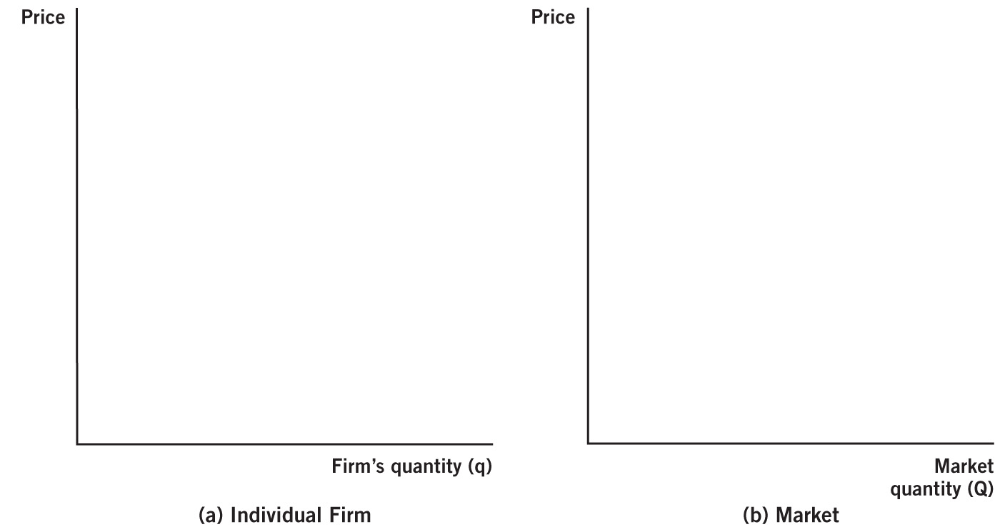 Price
Firm's quantity (q)
(a) Individual Firm
Price
Market
quantity (Q)
(b) Market